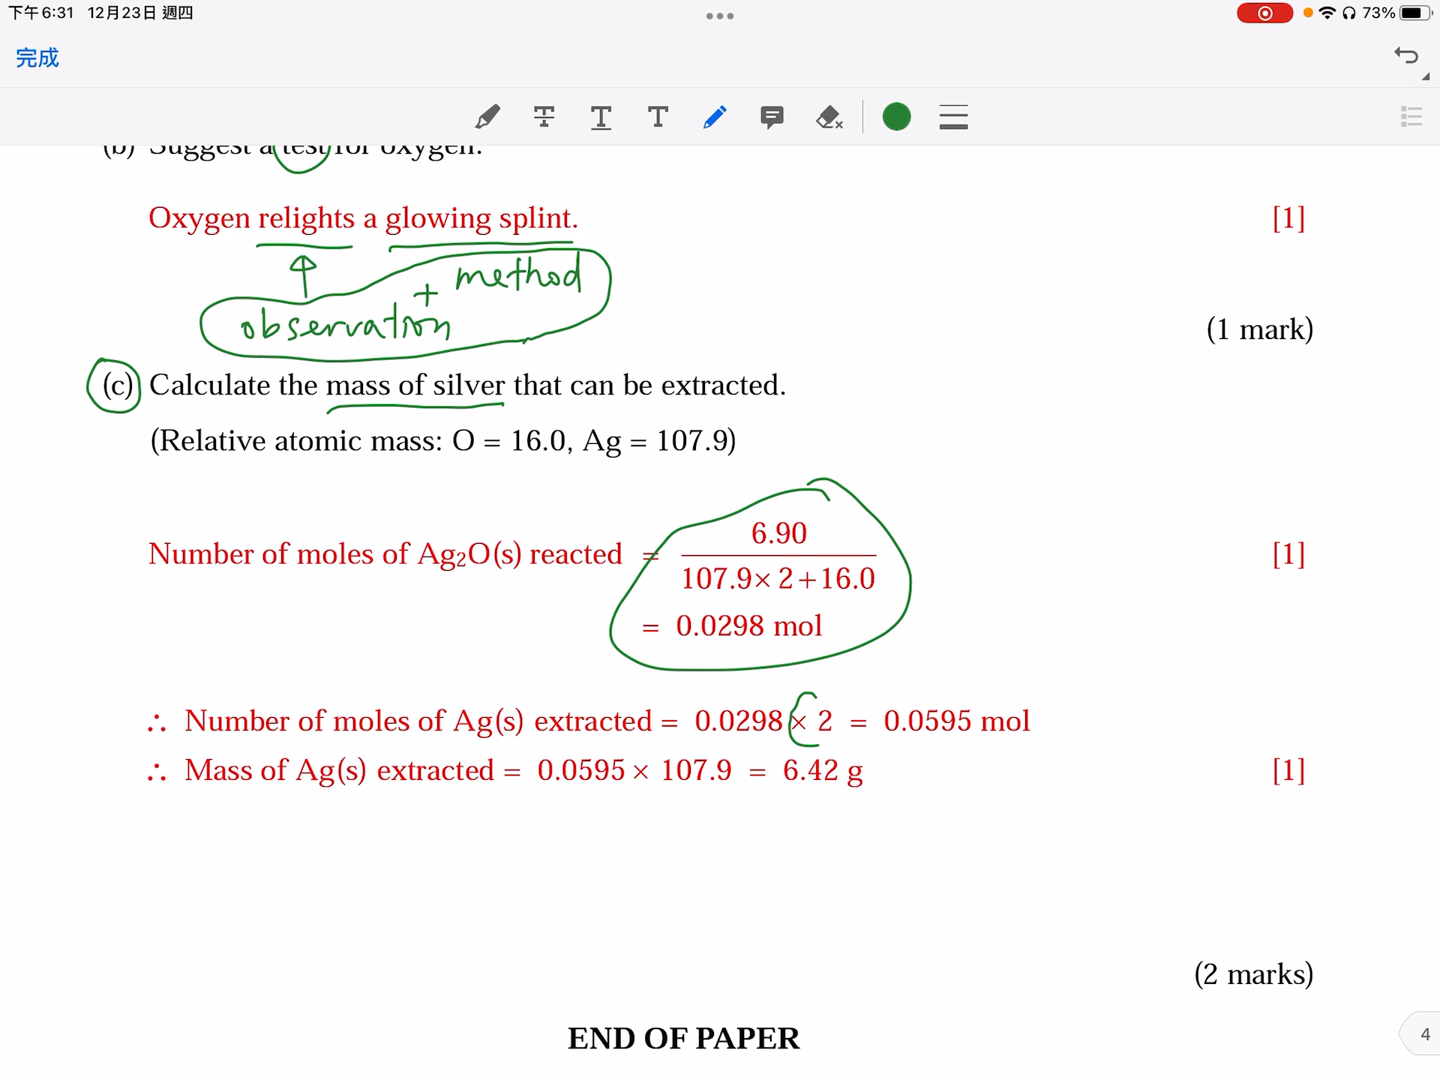 下午6:31 12月23日 週四
73%
完成
(b) Suggest a test for oxygen.
Oxygen relights a glowing splint. [1]
method
+
observation
(1 mark)
(c) Calculate the mass of silver that can be extracted.
(Relative atomic mass: O = 16.0, Ag = 107.9)
6.90
Number of moles of Ag₂O(s) reacted = [1]
107.9× 2+16.0
= 0.0298 mol
∴ Number of moles of Ag(s) extracted = 0.0298 × 2 = 0.0595 mol
∴ Mass of Ag(s) extracted = 0.0595 × 107.9 = 6.42 g [1]
(2 marks)
END OF PAPER
4